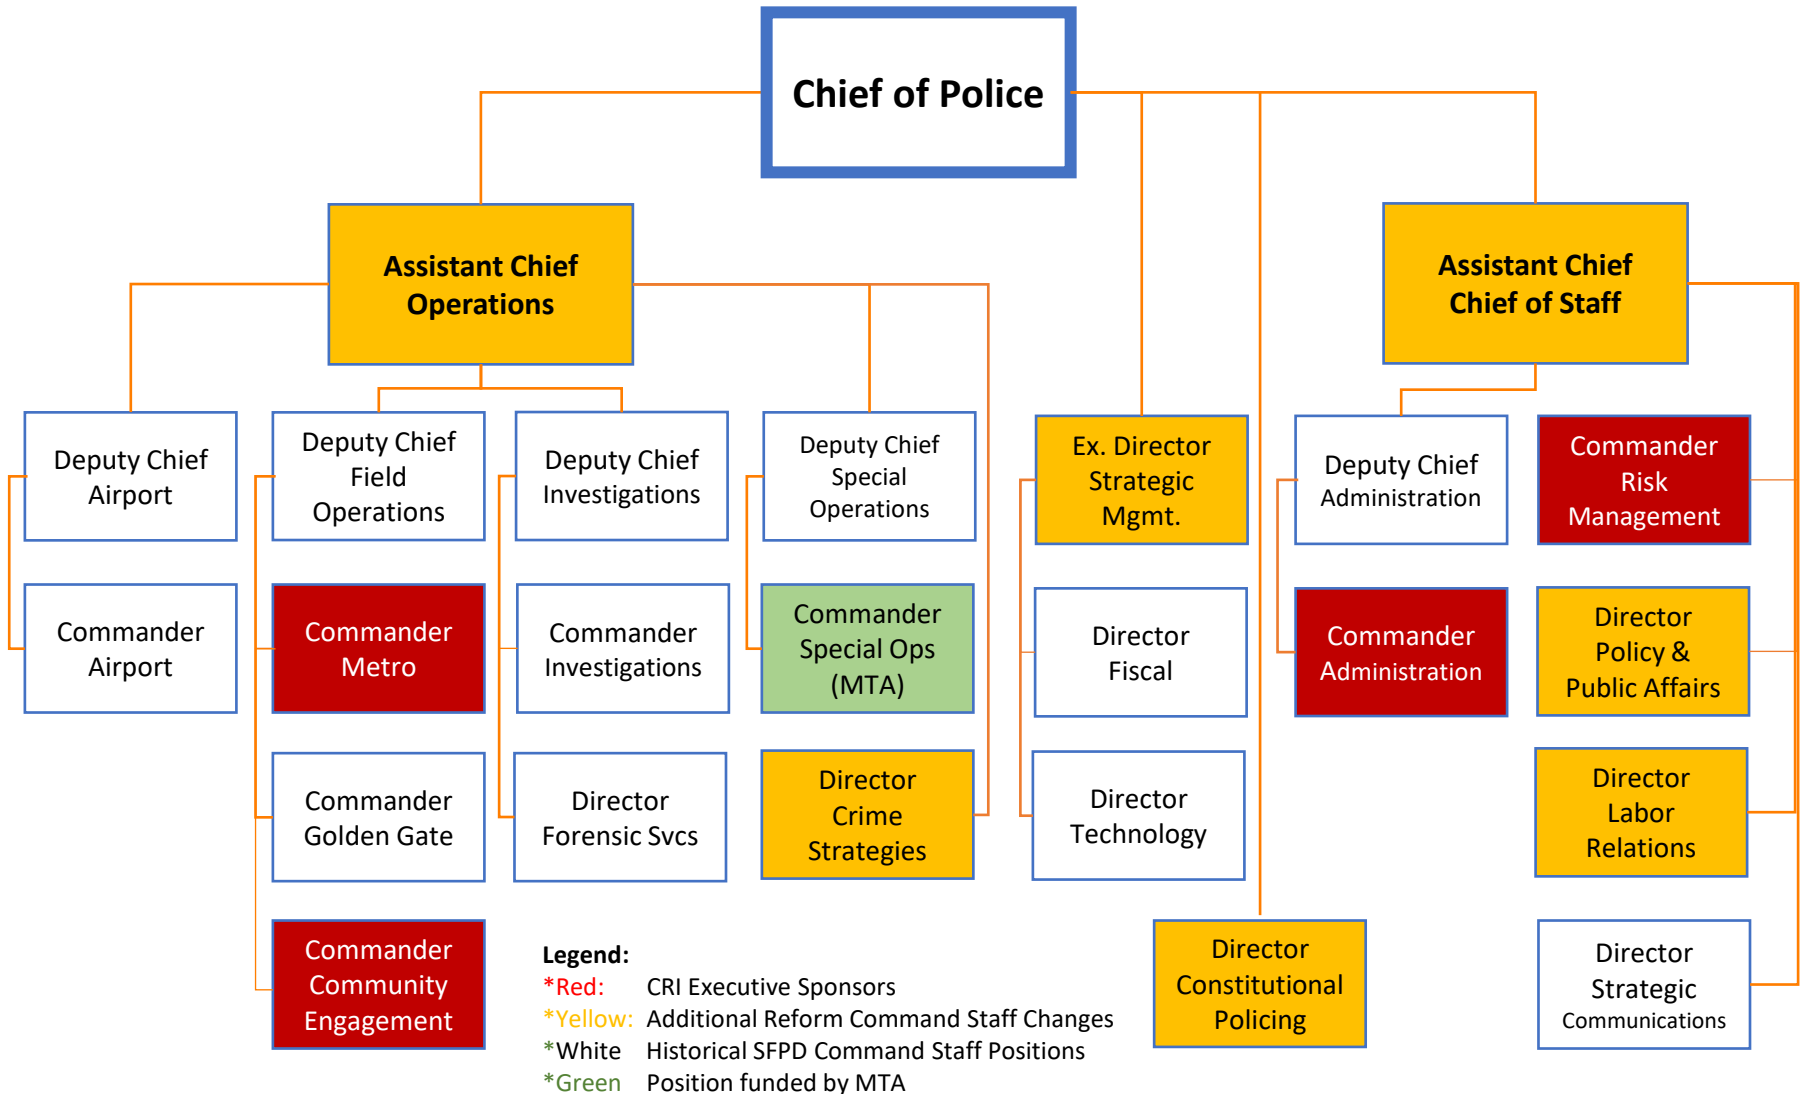 Chief of Police
Assistant Chief
Operations
Assistant Chief
Chief of Staff
Deputy Chief
Airport
Deputy Chief
Field
Operations
Deputy Chief
Investigations
Deputy Chief
Special
Operations
Ex. Director
Strategic
Mgmt.
Deputy Chief
Administration
Commander
Risk
Management
Commander
Airport
Commander
Metro
Commander
Investigations
Commander
Special Ops
(MTA)
Director
Fiscal
Commander
Administration
Director
Policy &
Public Affairs
Commander
Golden Gate
Director
Forensic Svcs
Director
Crime
Strategies
Director
Technology
Director
Labor
Relations
Commander
Community
Engagement
Director
Constitutional
Policing
Director
Strategic
Communications
Legend:
*Red: CRI Executive Sponsors
*Yellow: Additional Reform Command Staff Changes
*White Historical SFPD Command Staff Positions
*Green Position funded by MTA